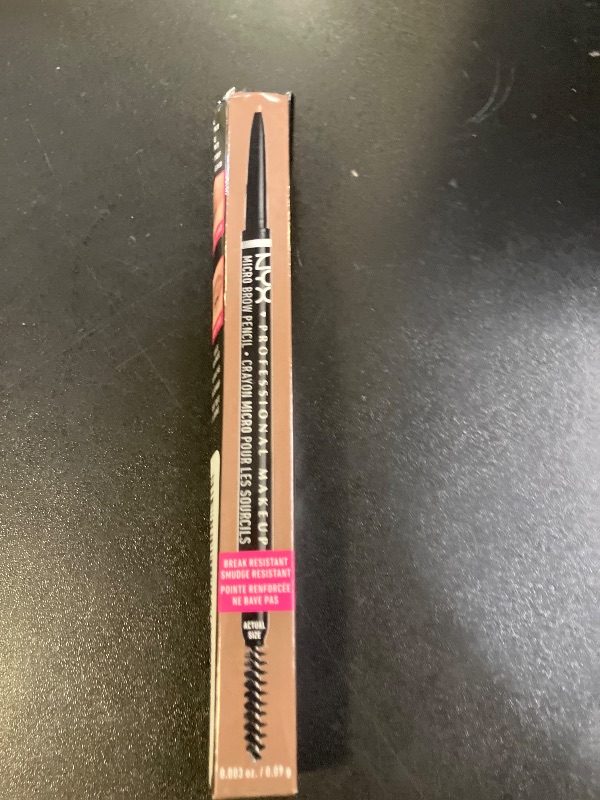 NYX • PROFESSIONAL MAKEUP
MICRO BROW PENCIL • CRAYON MICRO POUR LES SOURCILS
BREAK RESISTANT
SMUDGE RESISTANT
POINTE RENFORCÉE
NE BAVE PAS
ACTUAL
SIZE
0.003 oz. / 0.09 g